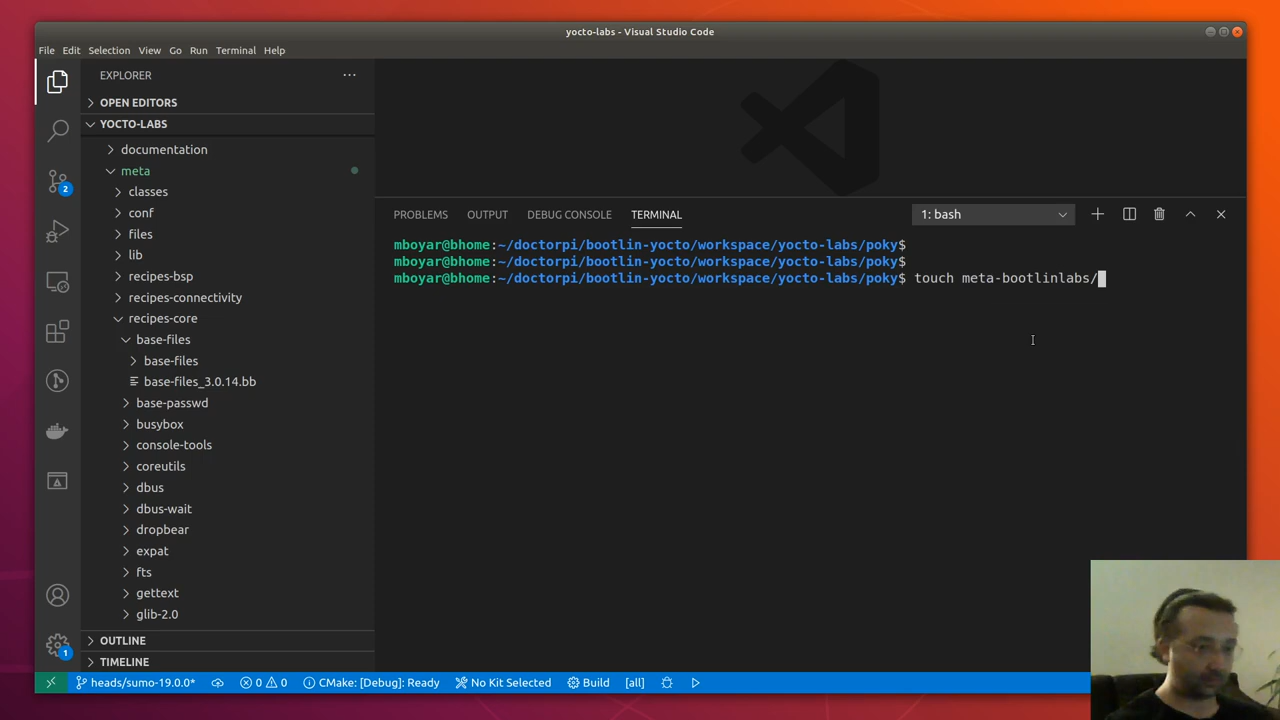 yocto-labs - Visual Studio Code
File Edit Selection View Go Run Terminal Help
EXPLORER
OPEN EDITORS
YOCTO-LABS
documentation
meta
classes
conf
files
lib
recipes-bsp
recipes-connectivity
recipes-core
base-files
base-files
base-files_3.0.14.bb
base-passwd
busybox
console-tools
coreutils
dbus
dbus-wait
dropbear
expat
fts
gettext
glib-2.0
OUTLINE
TIMELINE
2
1
PROBLEMS OUTPUT DEBUG CONSOLE TERMINAL 1: bash
mboyar@bhome:~/doctorpi/bootlin-yocto/workspace/yocto-labs/poky$
mboyar@bhome:~/doctorpi/bootlin-yocto/workspace/yocto-labs/poky$
mboyar@bhome:~/doctorpi/bootlin-yocto/workspace/yocto-labs/poky$ touch meta-bootlinlabs/
heads/sumo-19.0.0* 0 0 CMake: [Debug]: Ready No Kit Selected Build [all]